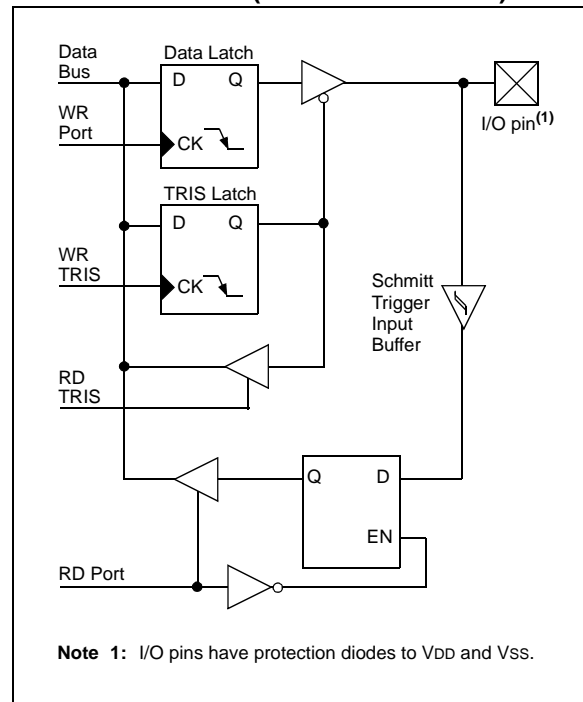 Data
Bus
Data Latch
D Q
WR
Port
CK
I/O pin(1)
TRIS Latch
D Q
WR
TRIS
CK
Schmitt
Trigger
Input
Buffer
RD
TRIS
Q D
EN
RD Port
Note 1: I/O pins have protection diodes to VDD and VSS.